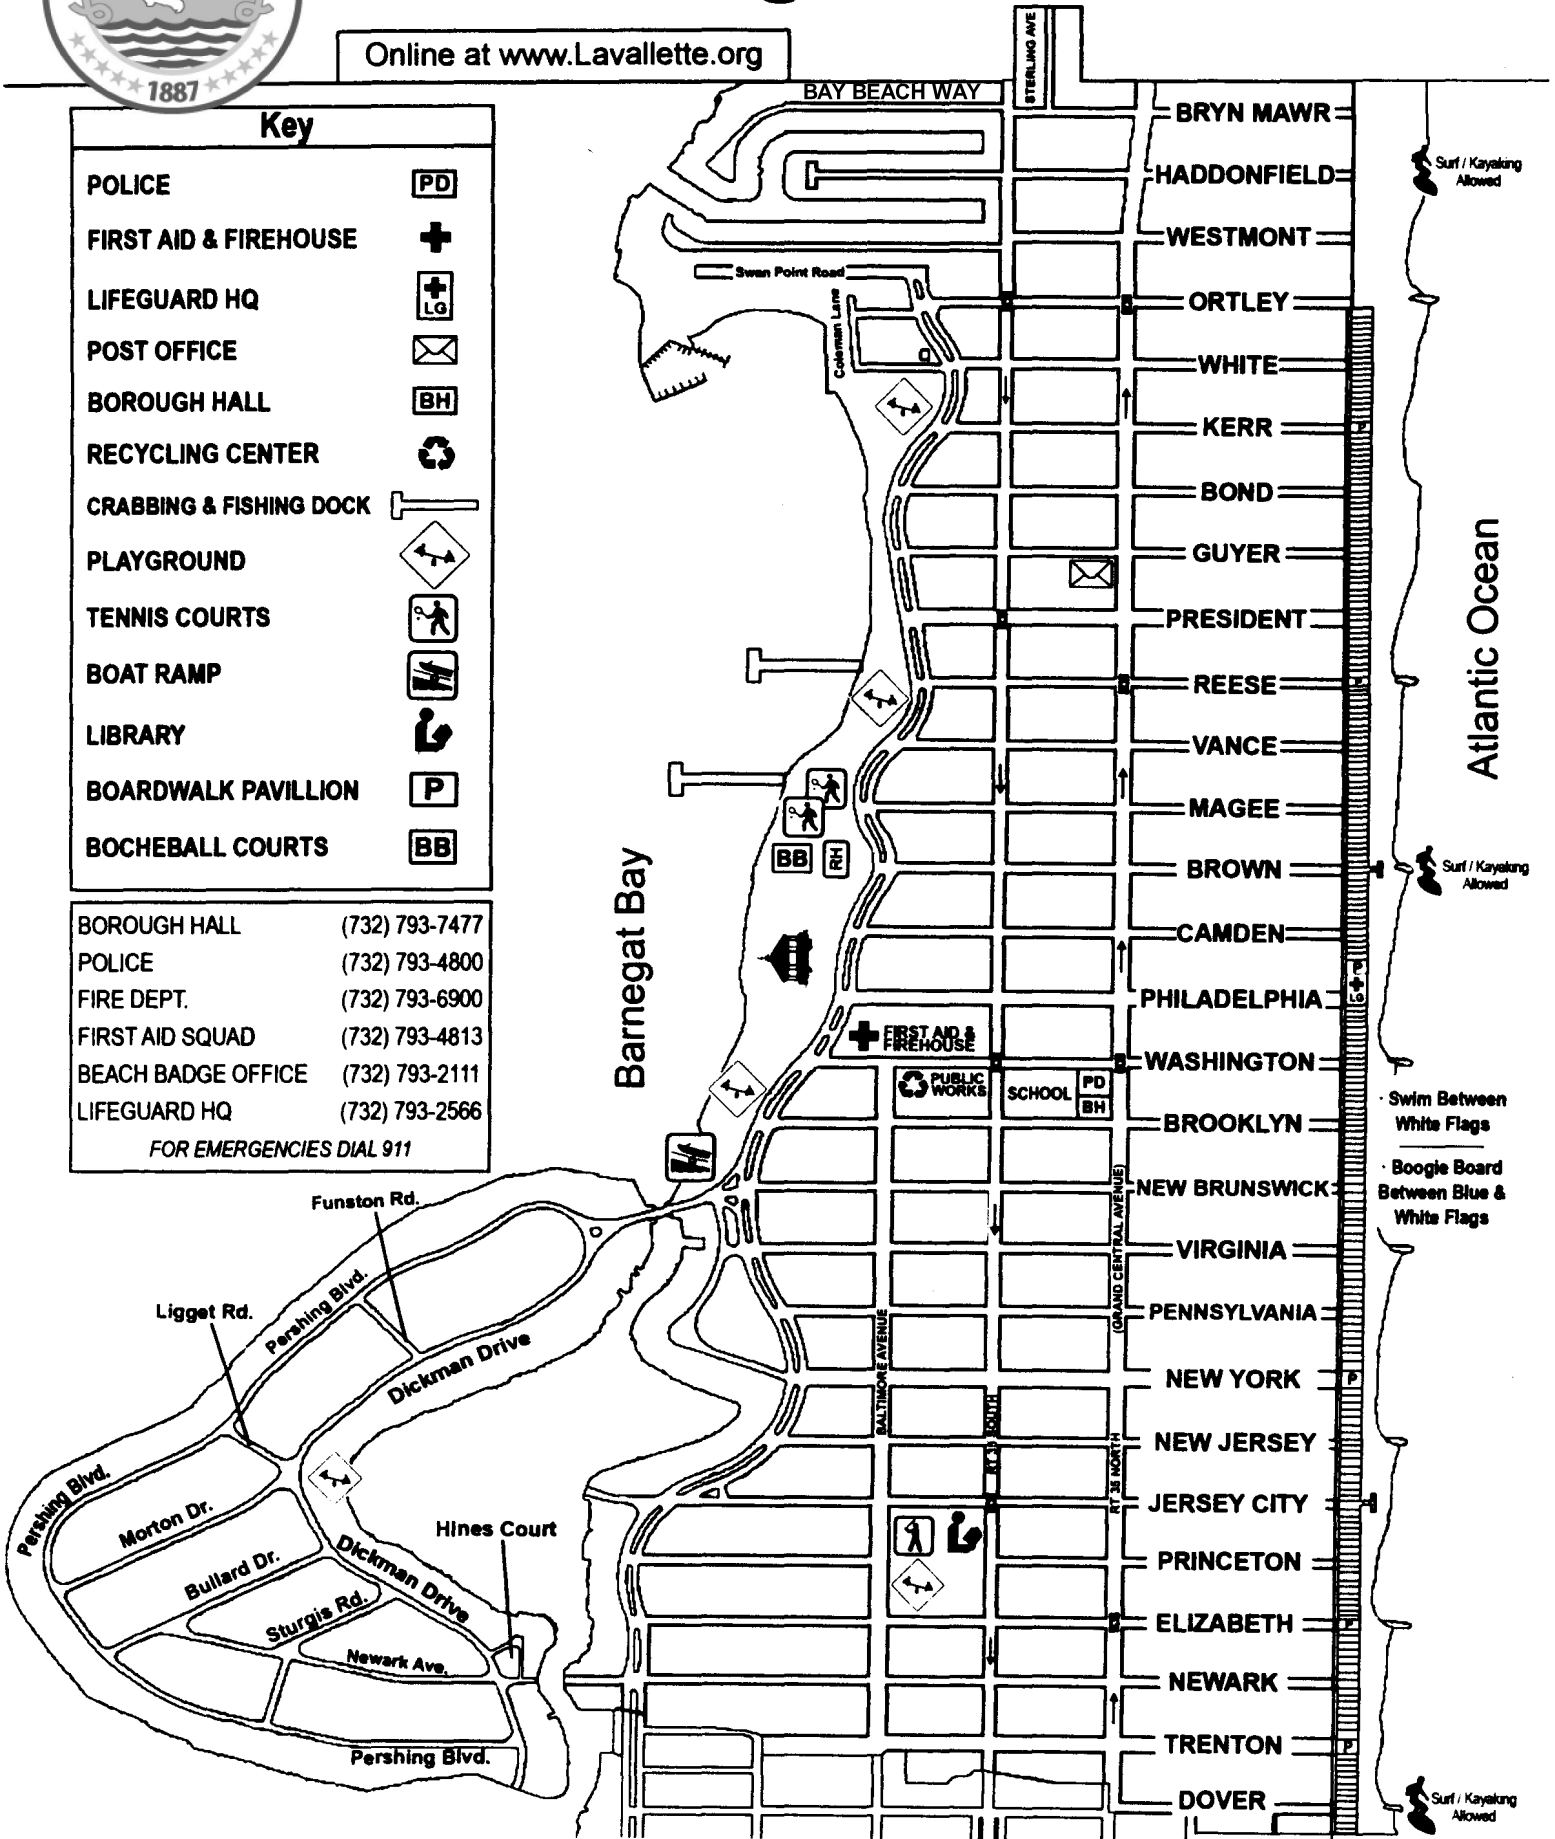 Online at www.Lavallette.org
1887
Key
POLICE PD
FIRST AID & FIREHOUSE
LIFEGUARD HQ LG
POST OFFICE
BOROUGH HALL BH
RECYCLING CENTER
CRABBING & FISHING DOCK
PLAYGROUND
TENNIS COURTS
BOAT RAMP
LIBRARY
BOARDWALK PAVILLION P
BOCHEBALL COURTS BB
BOROUGH HALL (732) 793-7477
POLICE (732) 793-4800
FIRE DEPT. (732) 793-6900
FIRST AID SQUAD (732) 793-4813
BEACH BADGE OFFICE (732) 793-2111
LIFEGUARD HQ (732) 793-2566
FOR EMERGENCIES DIAL 911
STERLING AVE
BAY BEACH WAY
BRYN MAWR
HADDONFIELD
WESTMONT
Swan Point Road
Coleman Lane
ORTLEY
WHITE
KERR
P
BOND
GUYER
PRESIDENT
REESE
P
VANCE
MAGEE
BROWN
CAMDEN
P
LG
PHILADELPHIA
WASHINGTON
BROOKLYN
NEW BRUNSWICK
VIRGINIA
PENNSYLVANIA
NEW YORK
P
NEW JERSEY
JERSEY CITY
PRINCETON
ELIZABETH
P
NEWARK
TRENTON
P
DOVER
Surf / Kayaking
Allowed
Surf / Kayaking
Allowed
Surf / Kayaking
Allowed
Atlantic Ocean
Barnegat Bay
BB
RH
FIRST AID &
FIREHOUSE
PUBLIC
WORKS
SCHOOL
PD
BH
· Swim Between
White Flags
· Boogie Board
Between Blue &
White Flags
(GRAND CENTRAL AVENUE)
BALTIMORE AVENUE
RT 35 SOUTH
RT 35 NORTH
Funston Rd.
Ligget Rd.
Pershing Blvd.
Dickman Drive
Pershing Blvd.
Morton Dr.
Bullard Dr.
Sturgis Rd.
Dickman Drive
Hines Court
Newark Ave.
Pershing Blvd.